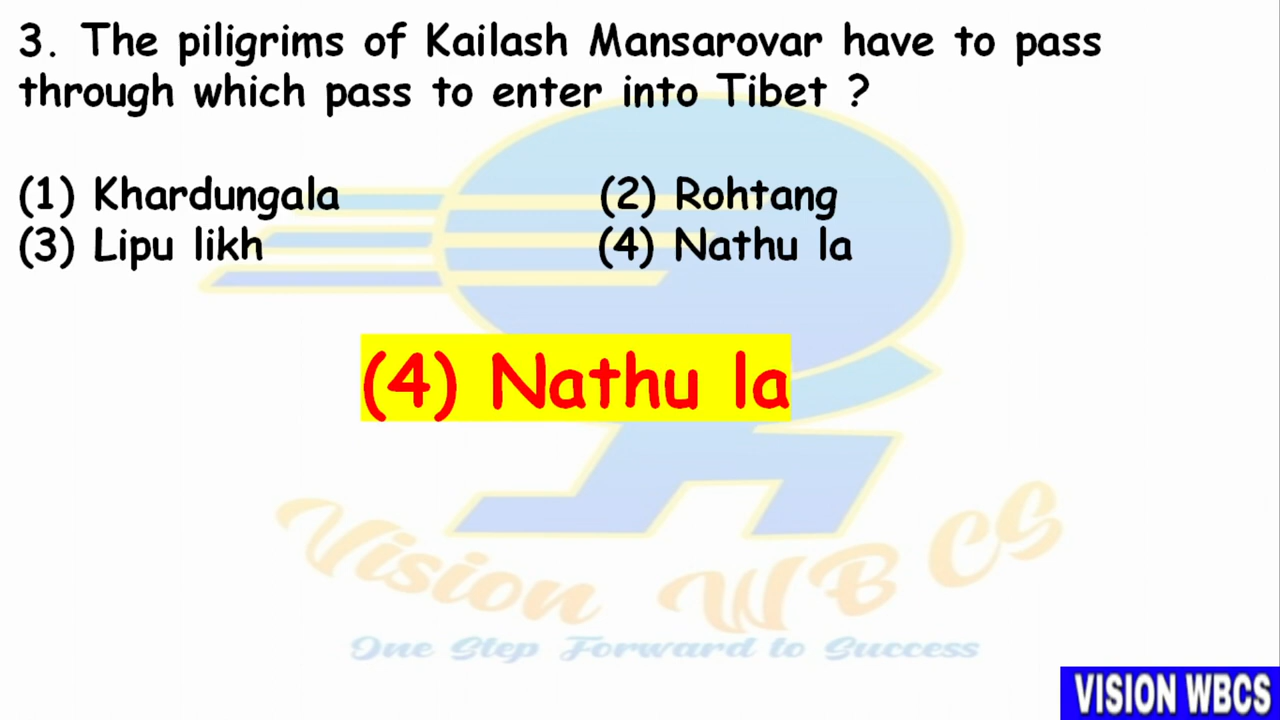 3. The piligrims of Kailash Mansarovar have to pass
through which pass to enter into Tibet ?
(1) Khardungala (2) Rohtang
(3) Lipu likh (4) Nathu la
(4) Nathu la
Vision WBCS
One Step Forward to Success
VISION WBCS